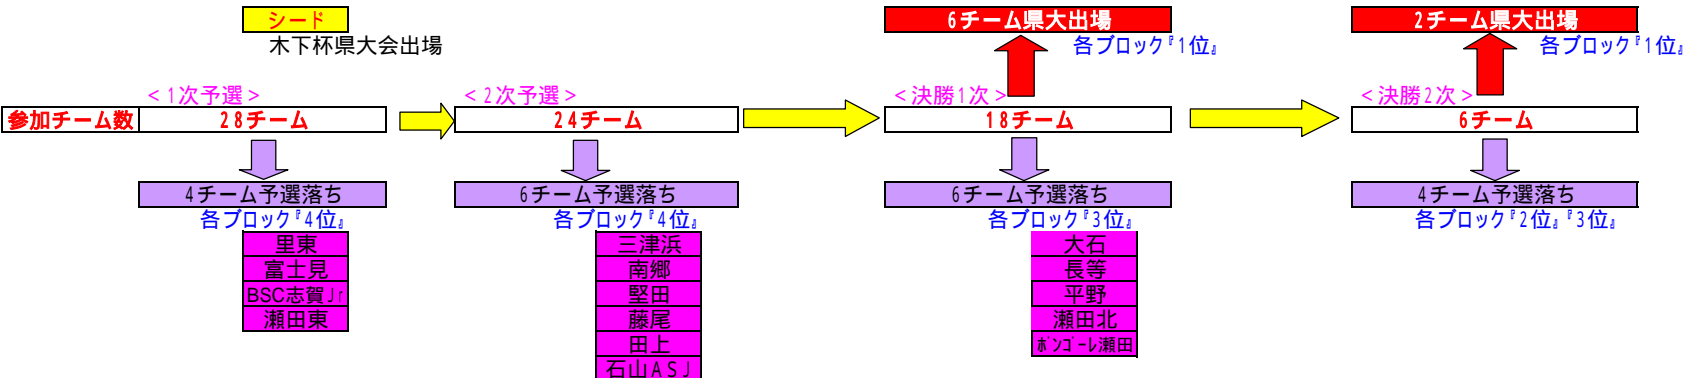 シード
木下杯県大会出場
6チーム県大出場
各ブロック『1位』
2チーム県大出場
各ブロック『1位』
<1次予選>
<2次予選>
<決勝1次>
<決勝2次>
参加チーム数
28チーム
24チーム
18チーム
6チーム
4チーム予選落ち
6チーム予選落ち
6チーム予選落ち
4チーム予選落ち
各ブロック『4位』
各ブロック『4位』
各ブロック『3位』
各ブロック『2位』『3位』
里東
富士見
BSC志賀Jr
瀬田東
三津浜
南郷
堅田
藤尾
田上
石山ASJ
大石
長等
平野
瀬田北
ボンゴーレ瀬田